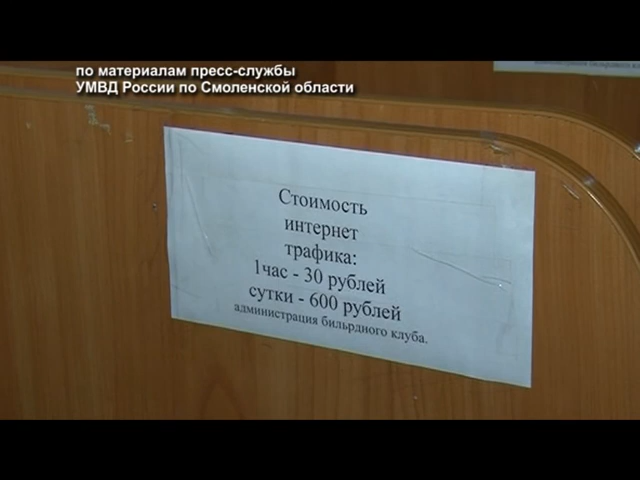 по материалам пресс-службы
УМВД России по Смоленской области
Стоимость
интернет
трафика:
1час - 30 рублей
сутки - 600 рублей
администрация бильрдного клуба.